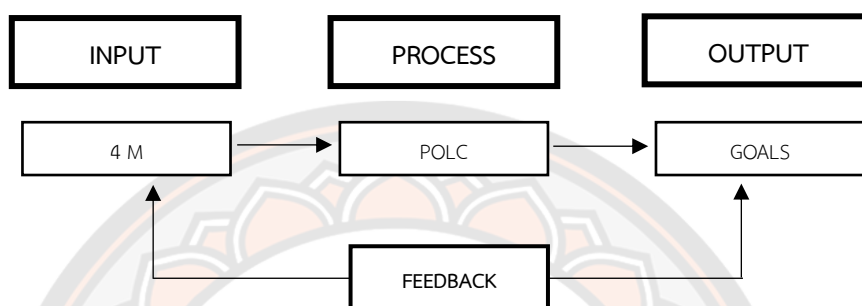 INPUT
PROCESS
OUTPUT
4 M
POLC
GOALS
FEEDBACK